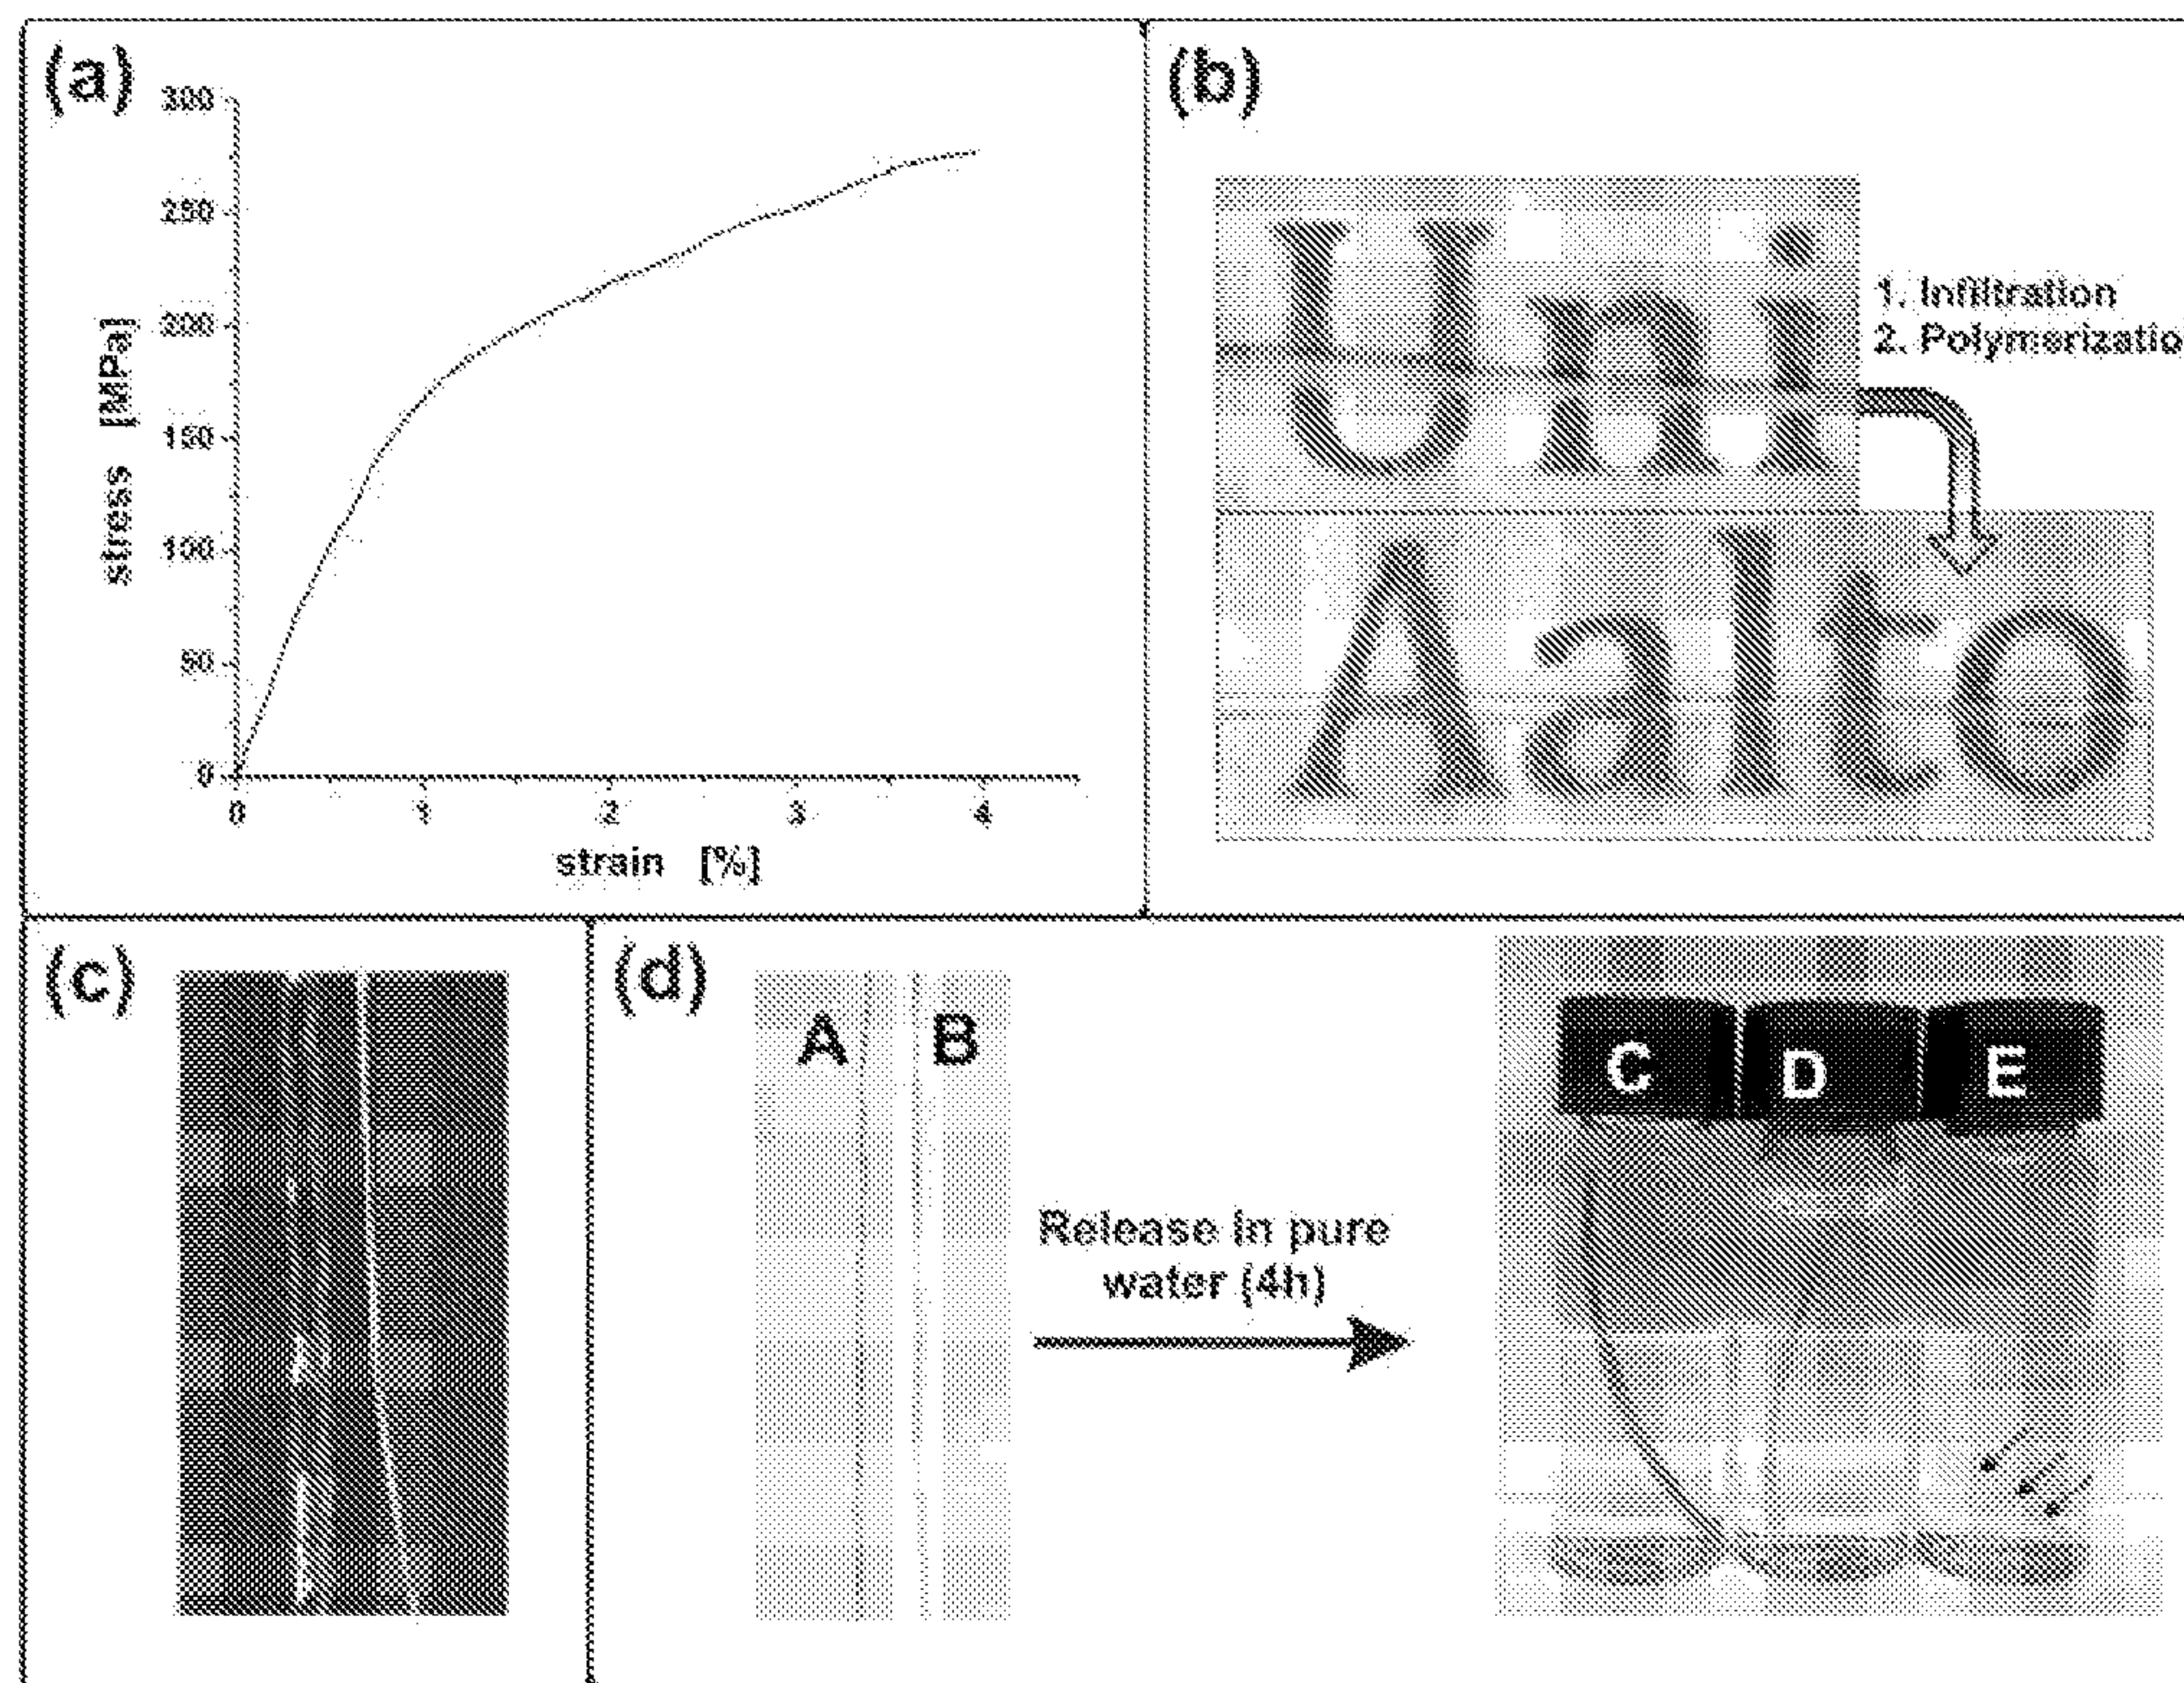 (a)
300
250
200
150
100
50
0
stress [MPa]
0 1 2 3 4
strain [%]
(b)
Uni
1. Infiltration
2. Polymerizatio
Aalto
(c)
(d)
A B
Release in pure
water (4h)
C D E